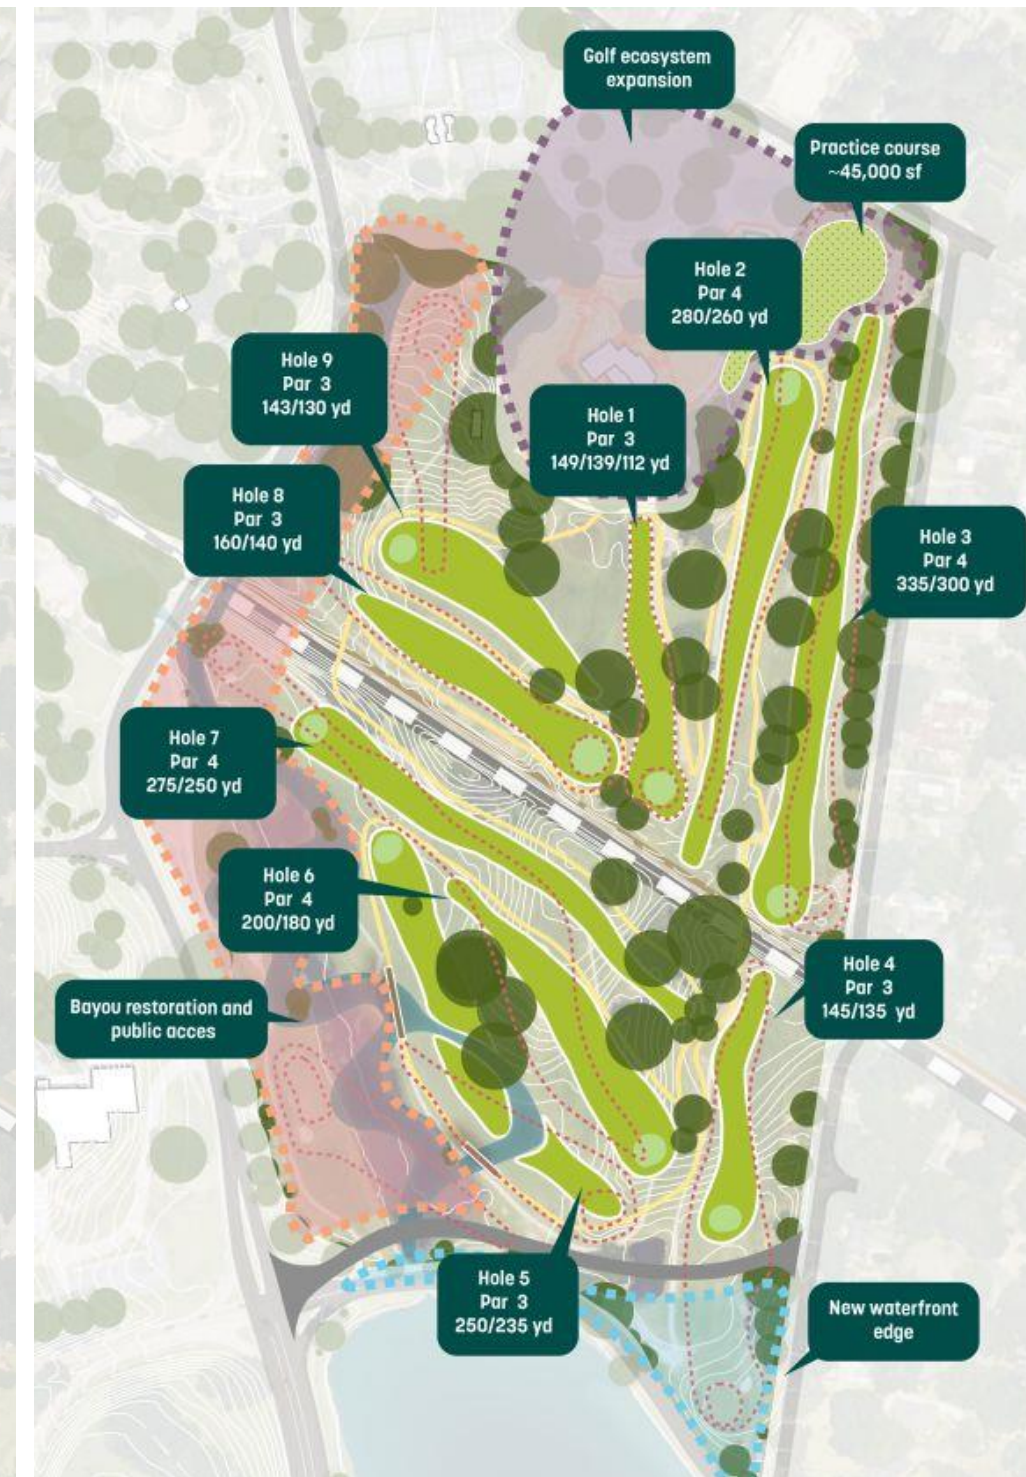 Golf ecosystem
expansion
Practice course
~45,000 sf
Hole 2
Par 4
280/260 yd
Hole 9
Par 3
143/130 yd
Hole 1
Par 3
149/139/112 yd
Hole 8
Par 3
160/140 yd
Hole 3
Par 4
335/300 yd
Hole 7
Par 4
275/250 yd
Hole 6
Par 4
200/180 yd
Hole 4
Par 3
145/135 yd
Bayou restoration and
public acces
Hole 5
Par 3
250/235 yd
New waterfront
edge